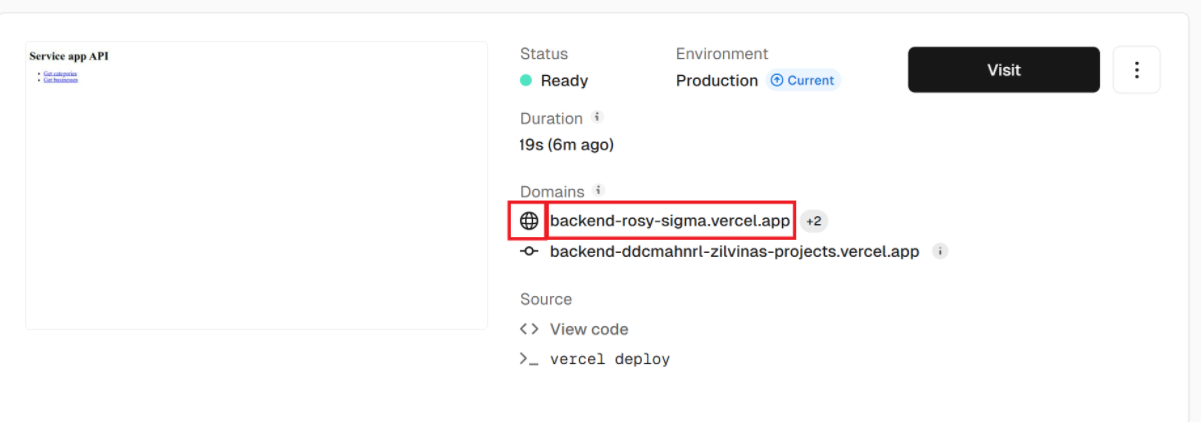 Service app API
Get categories
Get businesses
Status
Ready
Environment
Production Current
Visit
Duration i
19s (6m ago)
Domains i
backend-rosy-sigma.vercel.app +2
backend-ddcmahnrl-zilvinas-projects.vercel.app i
Source
<> View code
>_ vercel deploy